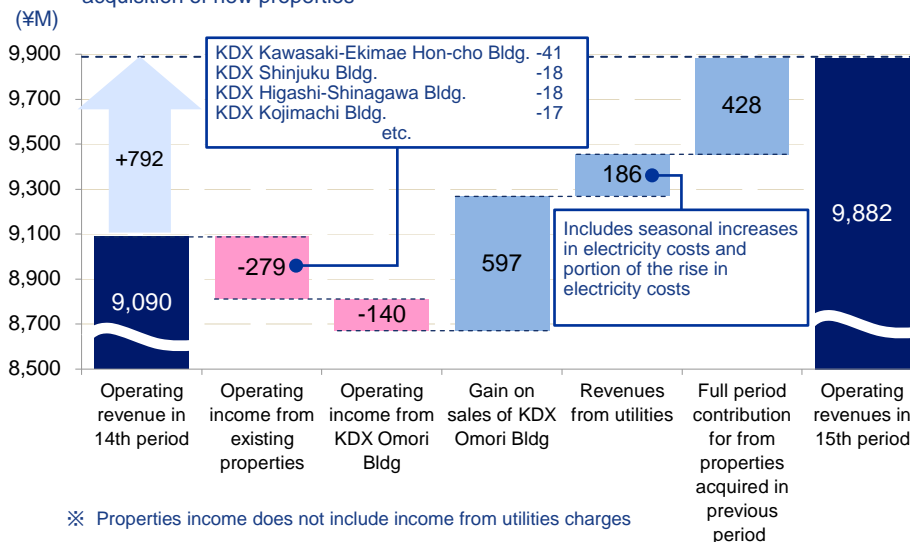 acquisition of new properties
(¥M)
9,900
9,700
9,500
9,300
9,100
8,900
8,700
8,500
KDX Kawasaki-Ekimae Hon-cho Bldg. -41
KDX Shinjuku Bldg. -18
KDX Higashi-Shinagawa Bldg. -18
KDX Kojimachi Bldg. -17
etc.
+792
9,090
-279
-140
597
186
428
9,882
Includes seasonal increases
in electricity costs and
portion of the rise in
electricity costs
Operating
revenue in
14th period
Operating
income from
existing
properties
Operating
income from
KDX Omori
Bldg
Gain on
sales of KDX
Omori Bldg
Revenues
from utilities
Full period
contribution
for from
properties
acquired in
previous
period
Operating
revenues in
15th period
※ Properties income does not include income from utilities charges